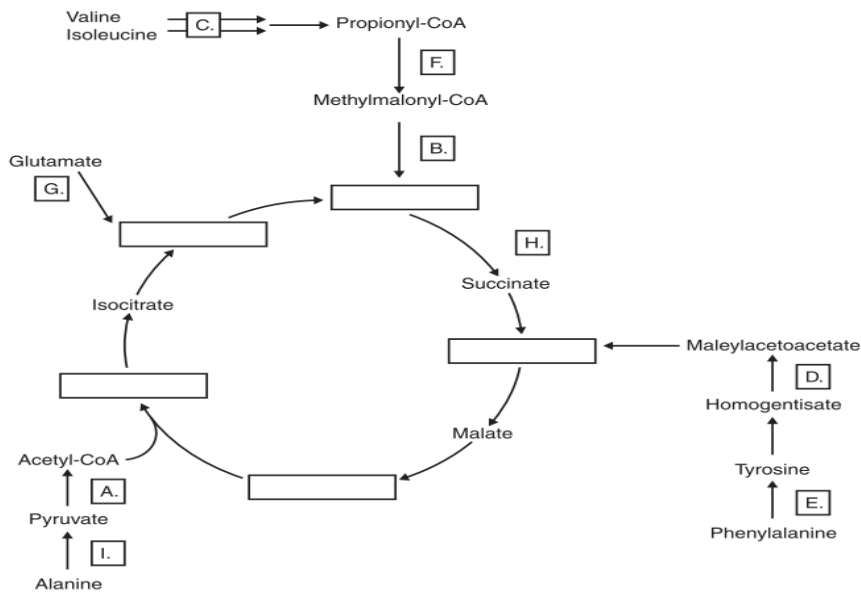 Valine
Isoleucine
C.
Propionyl-CoA
F.
Methylmalonyl-CoA
B.
Glutamate
G.
H.
Succinate
Isocitrate
Maleylacetoacetate
D.
Homogentisate
Malate
Acetyl-CoA
Tyrosine
A.
E.
Pyruvate
Phenylalanine
I.
Alanine